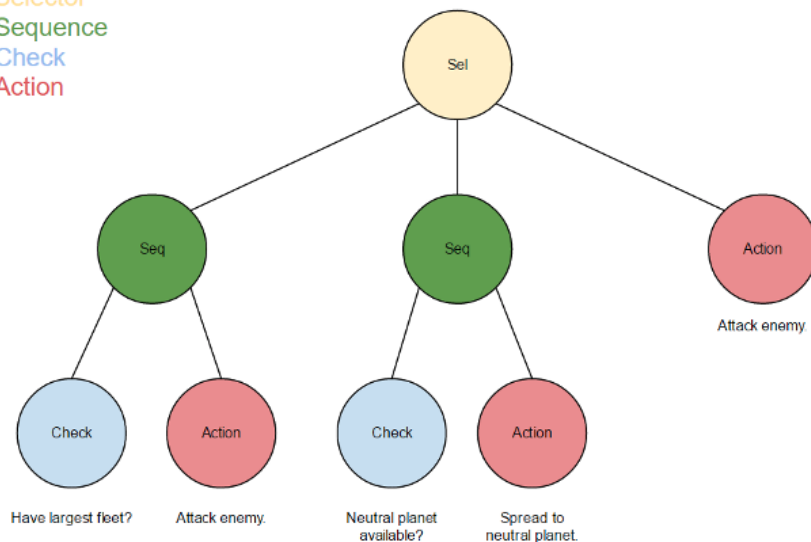 Selector
Sequence
Check
Action
Sel
Seq
Seq
Action
Attack enemy.
Check
Action
Check
Action
Have largest fleet?
Attack enemy.
Neutral planet
available?
Spread to
neutral planet.